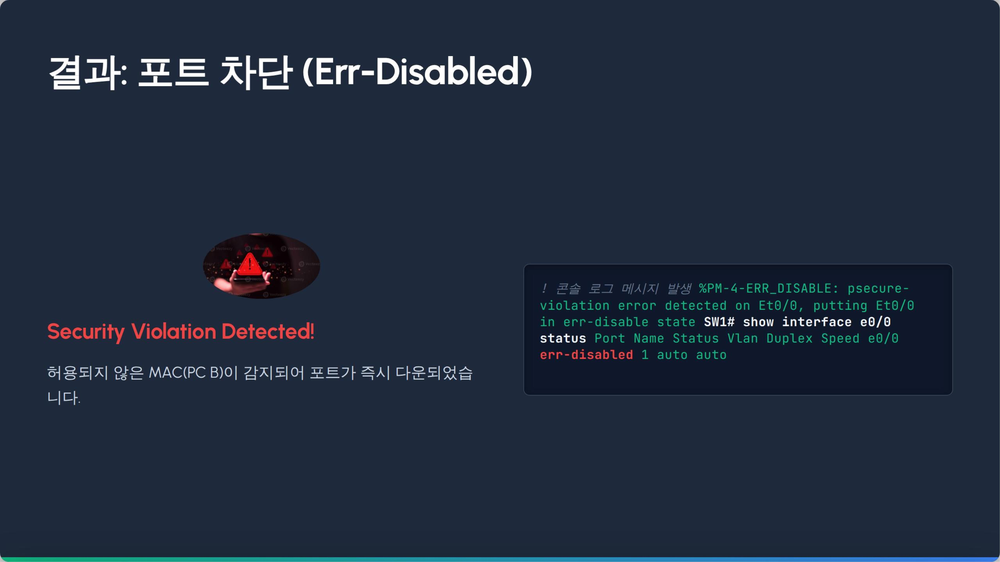 결과: 포트 차단 (Err-Disabled)
Vecteezy
Security Violation Detected!
허용되지 않은 MAC(PC B)이 감지되어 포트가 즉시 다운되었습
니다.
! 콘솔 로그 메시지 발생 %PM-4-ERR_DISABLE: psecure-
violation error detected on Et0/0, putting Et0/0
in err-disable state SW1# show interface e0/0
status Port Name Status Vlan Duplex Speed e0/0
err-disabled 1 auto auto